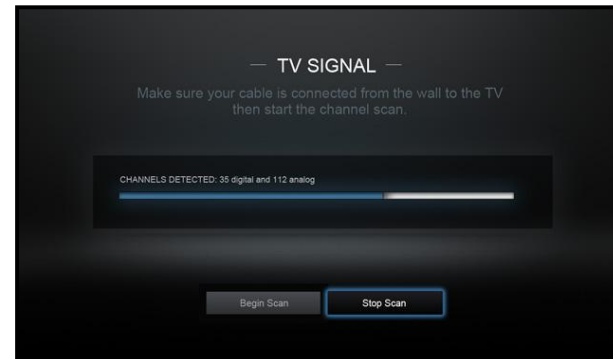 — TV SIGNAL —
Make sure your cable is connected from the wall to the TV
then start the channel scan.
CHANNELS DETECTED: 35 digital and 112 analog
Begin Scan
Stop Scan